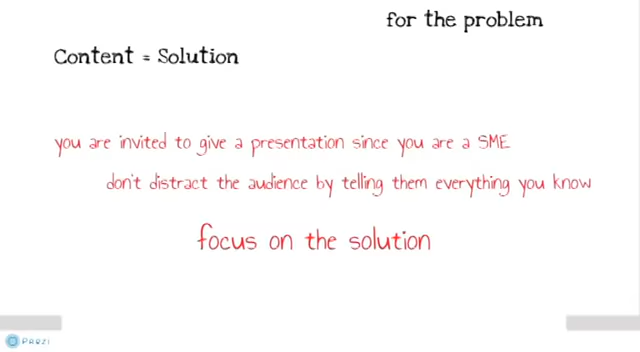 for the problem
Content = Solution
you are invited to give a presentation since you are a SME
don't distract the audience by telling them everything you know
focus on the solution
PREZI